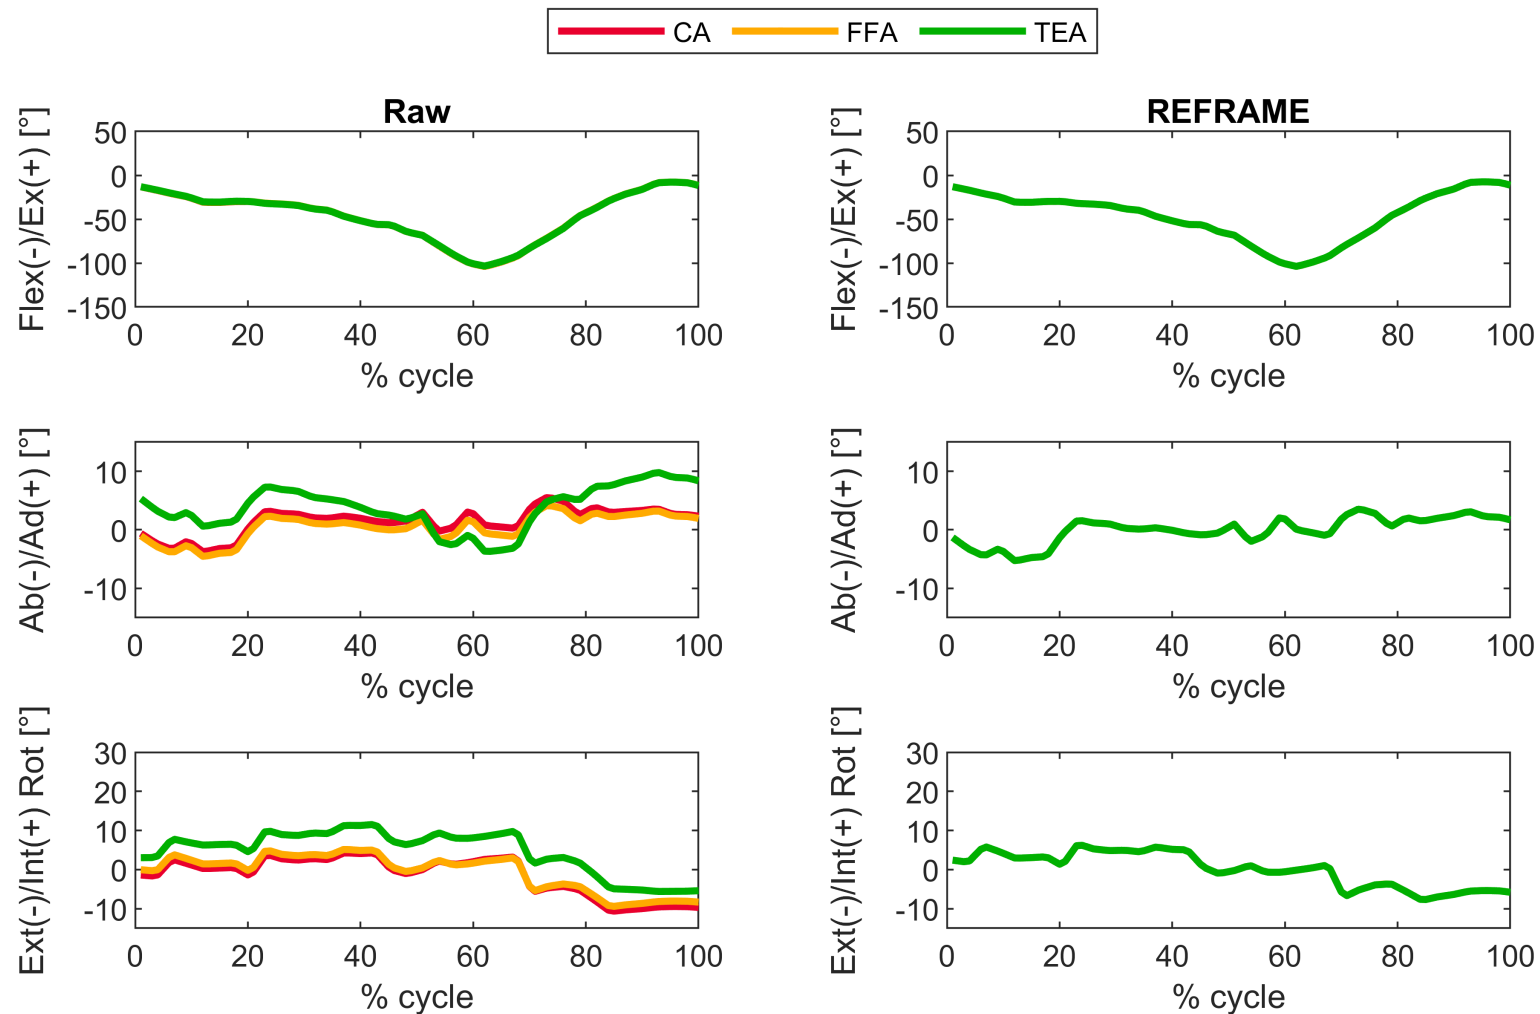 CA FFA TEA
Raw
Flex(-)/Ex(+) [°]
50
0
-50
-100
-150
0 20 40 60 80 100
% cycle
REFRAME
Flex(-)/Ex(+) [°]
50
0
-50
-100
-150
0 20 40 60 80 100
% cycle
Ab(-)/Ad(+) [°]
10
0
-10
0 20 40 60 80 100
% cycle
Ab(-)/Ad(+) [°]
10
0
-10
0 20 40 60 80 100
% cycle
Ext(-)/Int(+) Rot [°]
30
20
10
0
-10
0 20 40 60 80 100
% cycle
Ext(-)/Int(+) Rot [°]
30
20
10
0
-10
0 20 40 60 80 100
% cycle